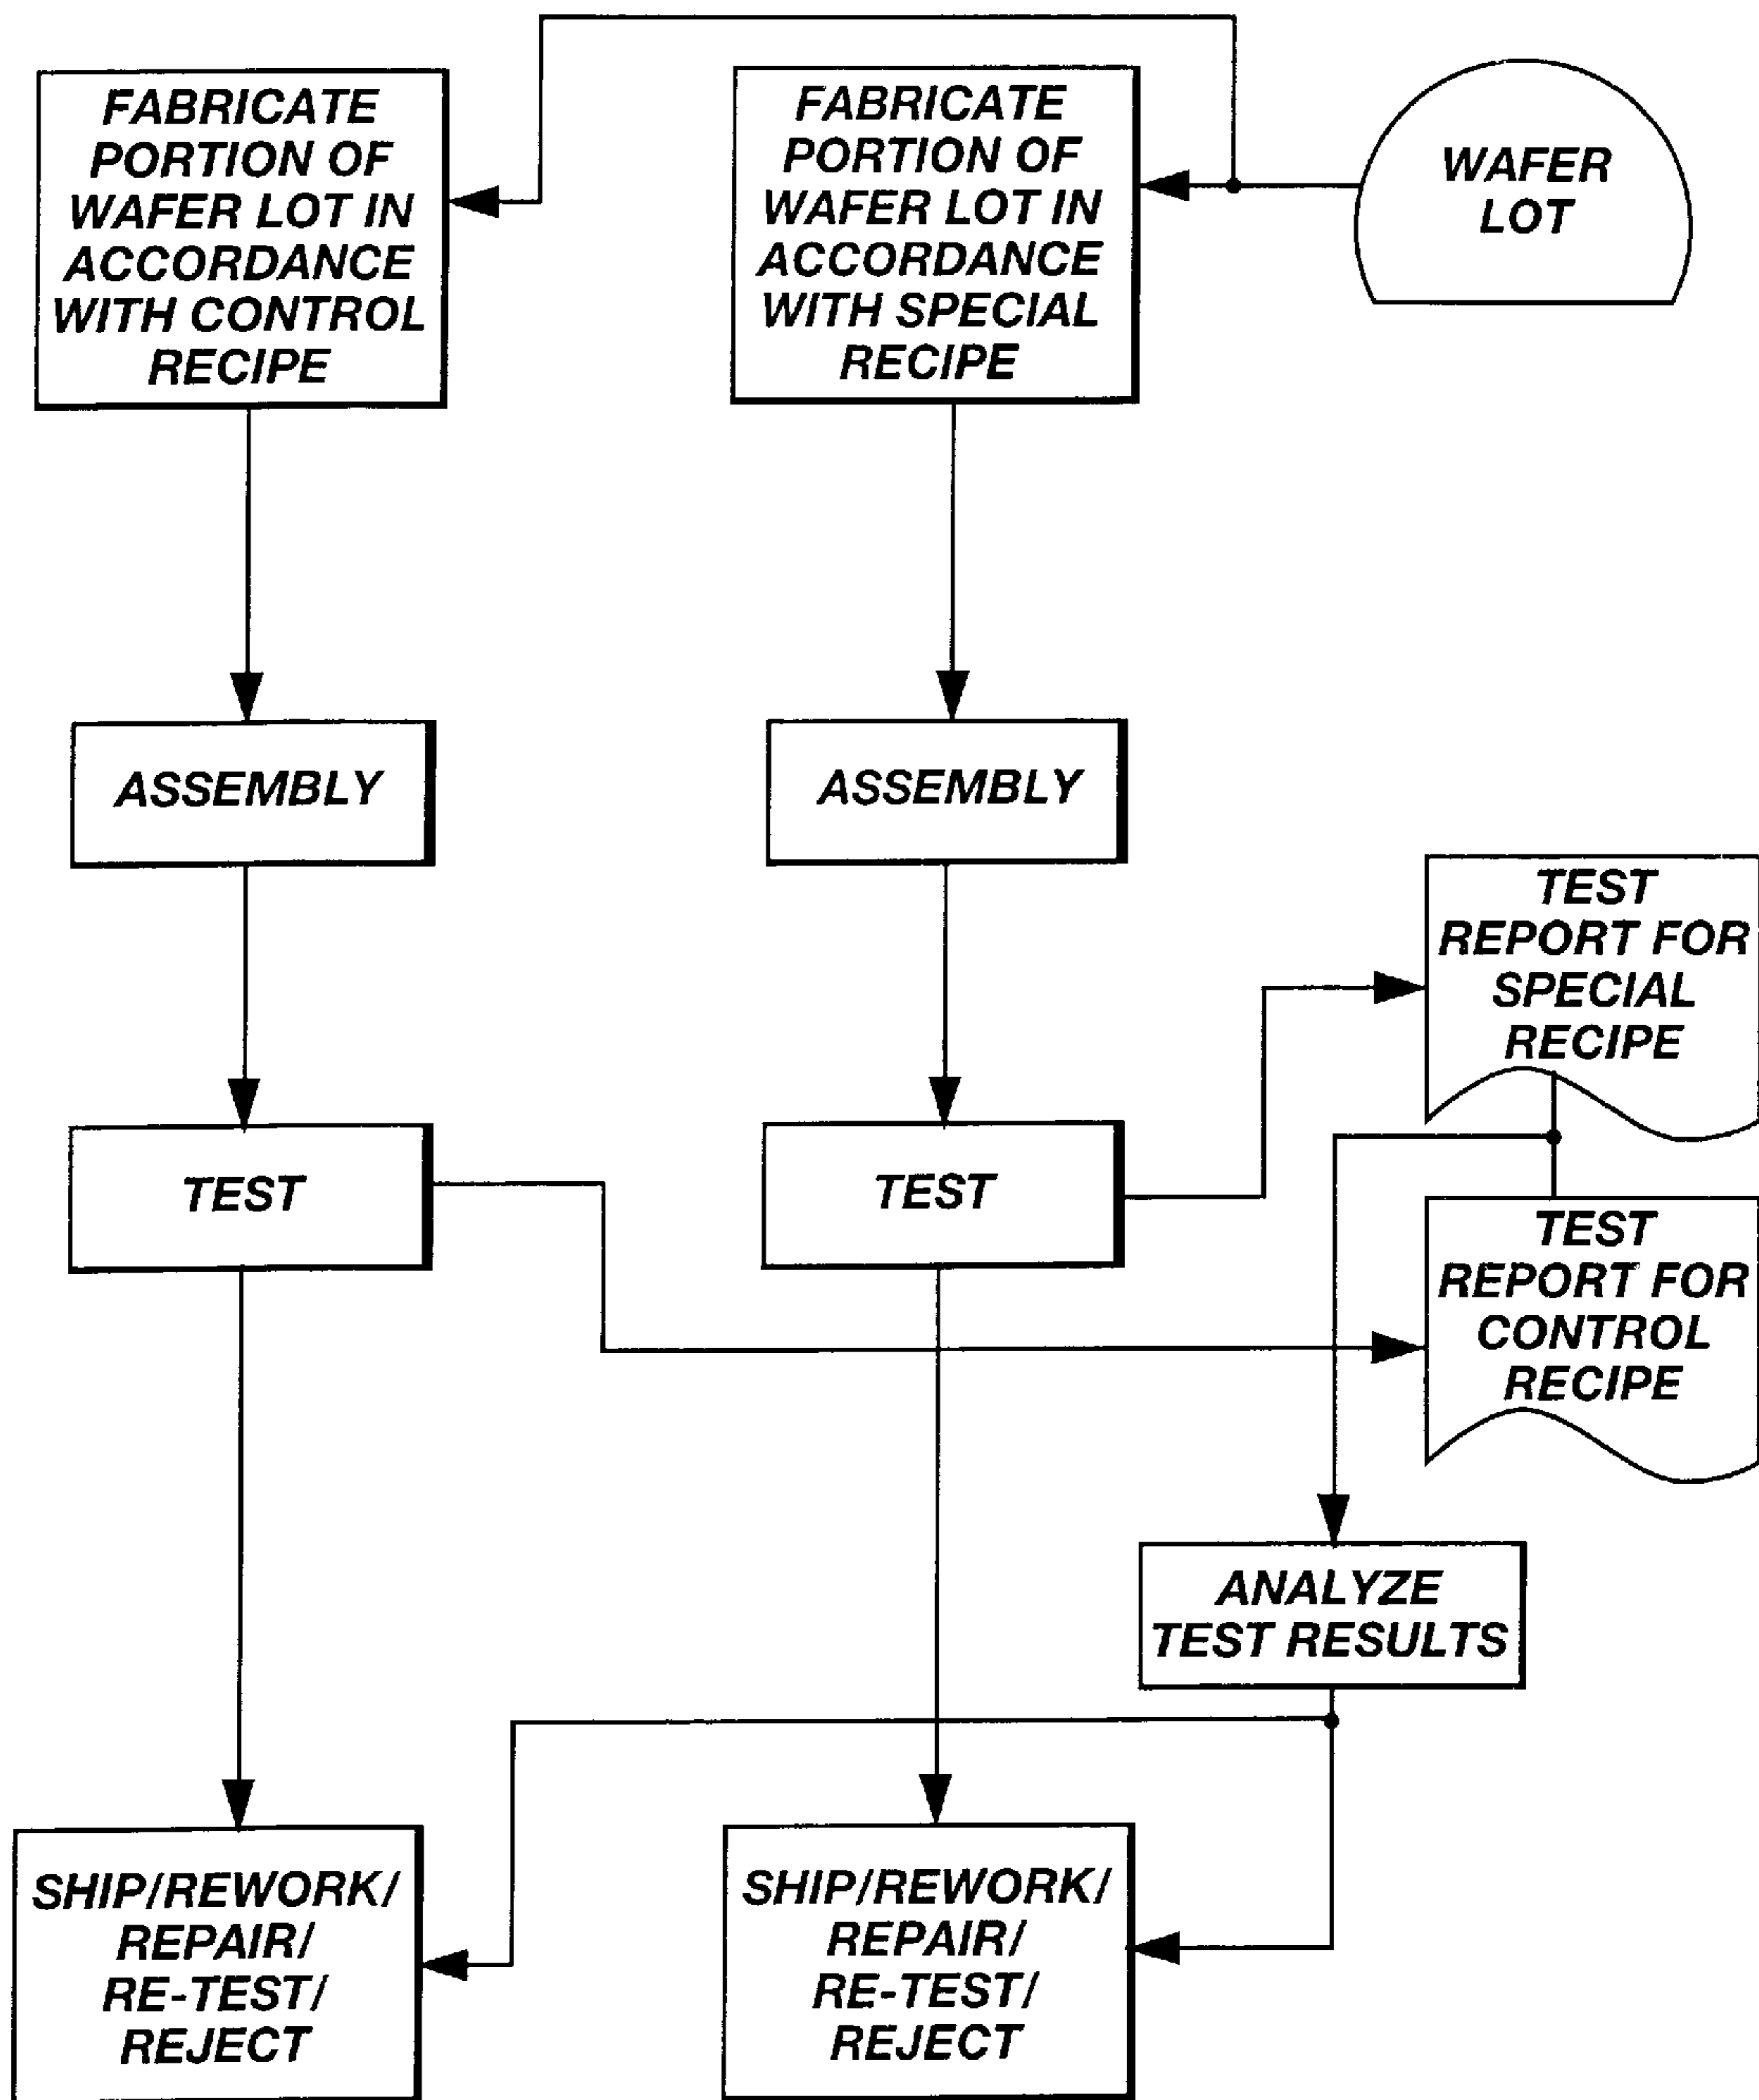 FABRICATE
PORTION OF
WAFER LOT IN
ACCORDANCE
WITH CONTROL
RECIPE
FABRICATE
PORTION OF
WAFER LOT IN
ACCORDANCE
WITH SPECIAL
RECIPE
WAFER
LOT
ASSEMBLY
ASSEMBLY
TEST
REPORT FOR
SPECIAL
RECIPE
TEST
TEST
TEST
REPORT FOR
CONTROL
RECIPE
ANALYZE
TEST RESULTS
SHIP/REWORK/
REPAIR/
RE-TEST/
REJECT
SHIP/REWORK/
REPAIR/
RE-TEST/
REJECT